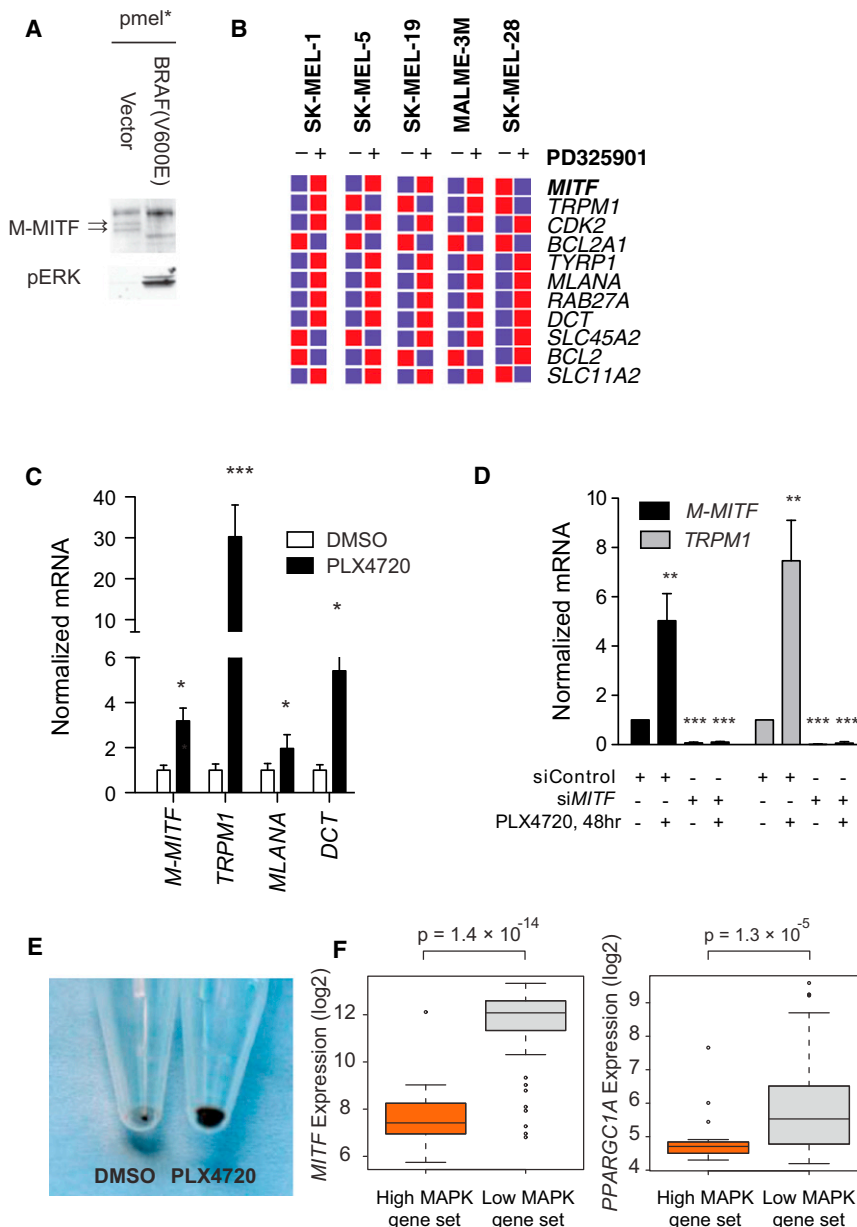 A
pmel*
Vector
BRAF(V600E)
M-MITF
pERK
B
SK-MEL-1
SK-MEL-5
SK-MEL-19
MALME-3M
SK-MEL-28
− + − + − + − + − + PD325901
MITF
TRPM1
CDK2
BCL2A1
TYRP1
MLANA
RAB27A
DCT
SLC45A2
BCL2
SLC11A2
C
Normalized mRNA
40
30
20
10
6
4
2
0
***
*
*
*
DMSO
PLX4720
M-MITF
TRPM1
MLANA
DCT
D
Normalized mRNA
10
8
6
4
2
0
M-MITF
TRPM1
**
**
*** ***
*** ***
siControl + + - - + + - -
siMITF - - + + - - + +
PLX4720, 48hr - + - + - + - +
E
DMSO PLX4720
F
p = 1.4 × 10-14
MITF Expression (log2)
12
10
8
6
High MAPK gene set
Low MAPK gene set
p = 1.3 × 10-5
PPARGC1A Expression (log2)
9
8
7
6
5
4
High MAPK gene set
Low MAPK gene set